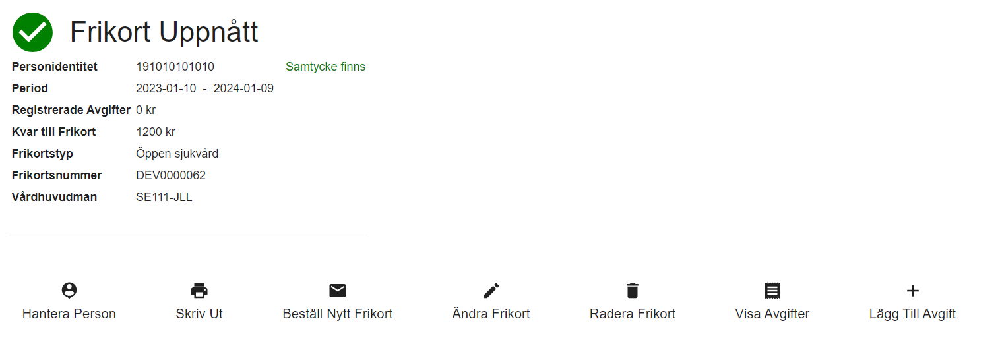 Frikort Uppnått
Personidentitet 191010101010 Samtycke finns
Period 2023-01-10 - 2024-01-09
Registrerade Avgifter 0 kr
Kvar till Frikort 1200 kr
Frikortstyp Öppen sjukvård
Frikortsnummer DEV0000062
Vårdhuvudman SE111-JLL
Hantera Person Skriv Ut Beställ Nytt Frikort Ändra Frikort Radera Frikort Visa Avgifter Lägg Till Avgift